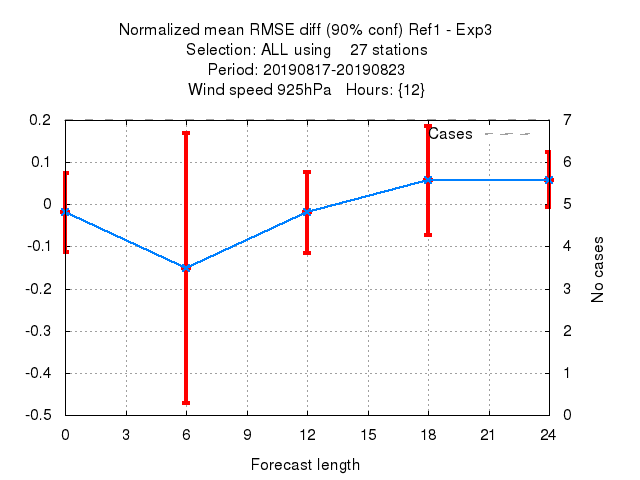 Normalized mean RMSE diff (90% conf) Ref1 - Exp3
Selection: ALL using    27 stations
Period: 20190817-20190823
Wind speed 925hPa   Hours: {12}
0.2
0.1
0
-0.1
-0.2
-0.3
-0.4
-0.5
Cases
7
6
5
4
3
2
1
0
No cases
0 3 6 9 12 15 18 21 24
Forecast length